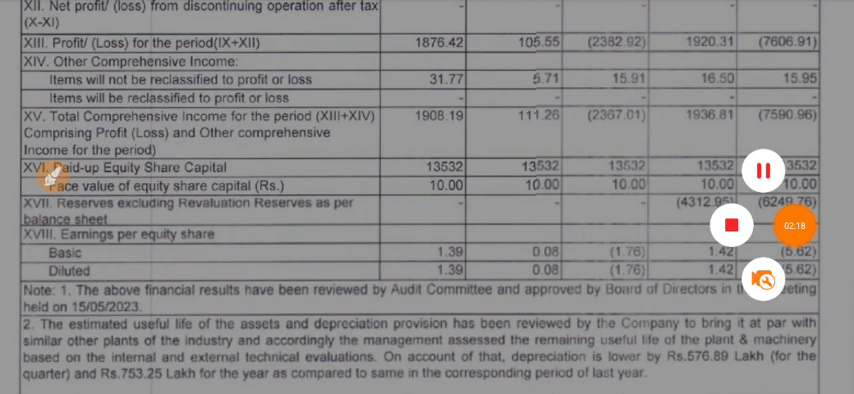 XII. Net profit/ (loss) from discontinuing operation after tax - - - - -
(X-XI)
XIII. Profit/ (Loss) for the period(IX+XII) 1876.42 105.55 (2382.92) 1920.31 (7606.91)
XIV. Other Comprehensive Income:
Items will not be reclassified to profit or loss 31.77 5.71 15.91 16.50 15.95
Items will be reclassified to profit or loss - - - - -
XV. Total Comprehensive Income for the period (XIII+XIV) 1908.19 111.26 (2367.01) 1936.81 (7590.96)
Comprising Profit (Loss) and Other comprehensive
Income for the period)
XVI. Paid-up Equity Share Capital 13532 13532 13532 13532 3532
ace value of equity share capital (Rs.) 10.00 10.00 10.00 10.00 10.00
XVII. Reserves excluding Revaluation Reserves as per - - - (4312.95) (6249.76)
balance sheet
02:18
XVIII. Earnings per equity share
Basic 1.39 0.08 (1.76) 1.42 (5.62)
Diluted 1.39 0.08 (1.76) 1.42 5.62)
Note: 1. The above financial results have been reviewed by Audit Committee and approved by Board of Directors in eeting
held on 15/05/2023.
2. The estimated useful life of the assets and depreciation provision has been reviewed by the Company to bring it at par with
similar other plants of the industry and accordingly the management assessed the remaining useful life of the plant & machinery
based on the internal and external technical evaluations. On account of that, depreciation is lower by Rs.576.89 Lakh (for the
quarter) and Rs.753.25 Lakh for the year as compared to same in the corresponding period of last year.